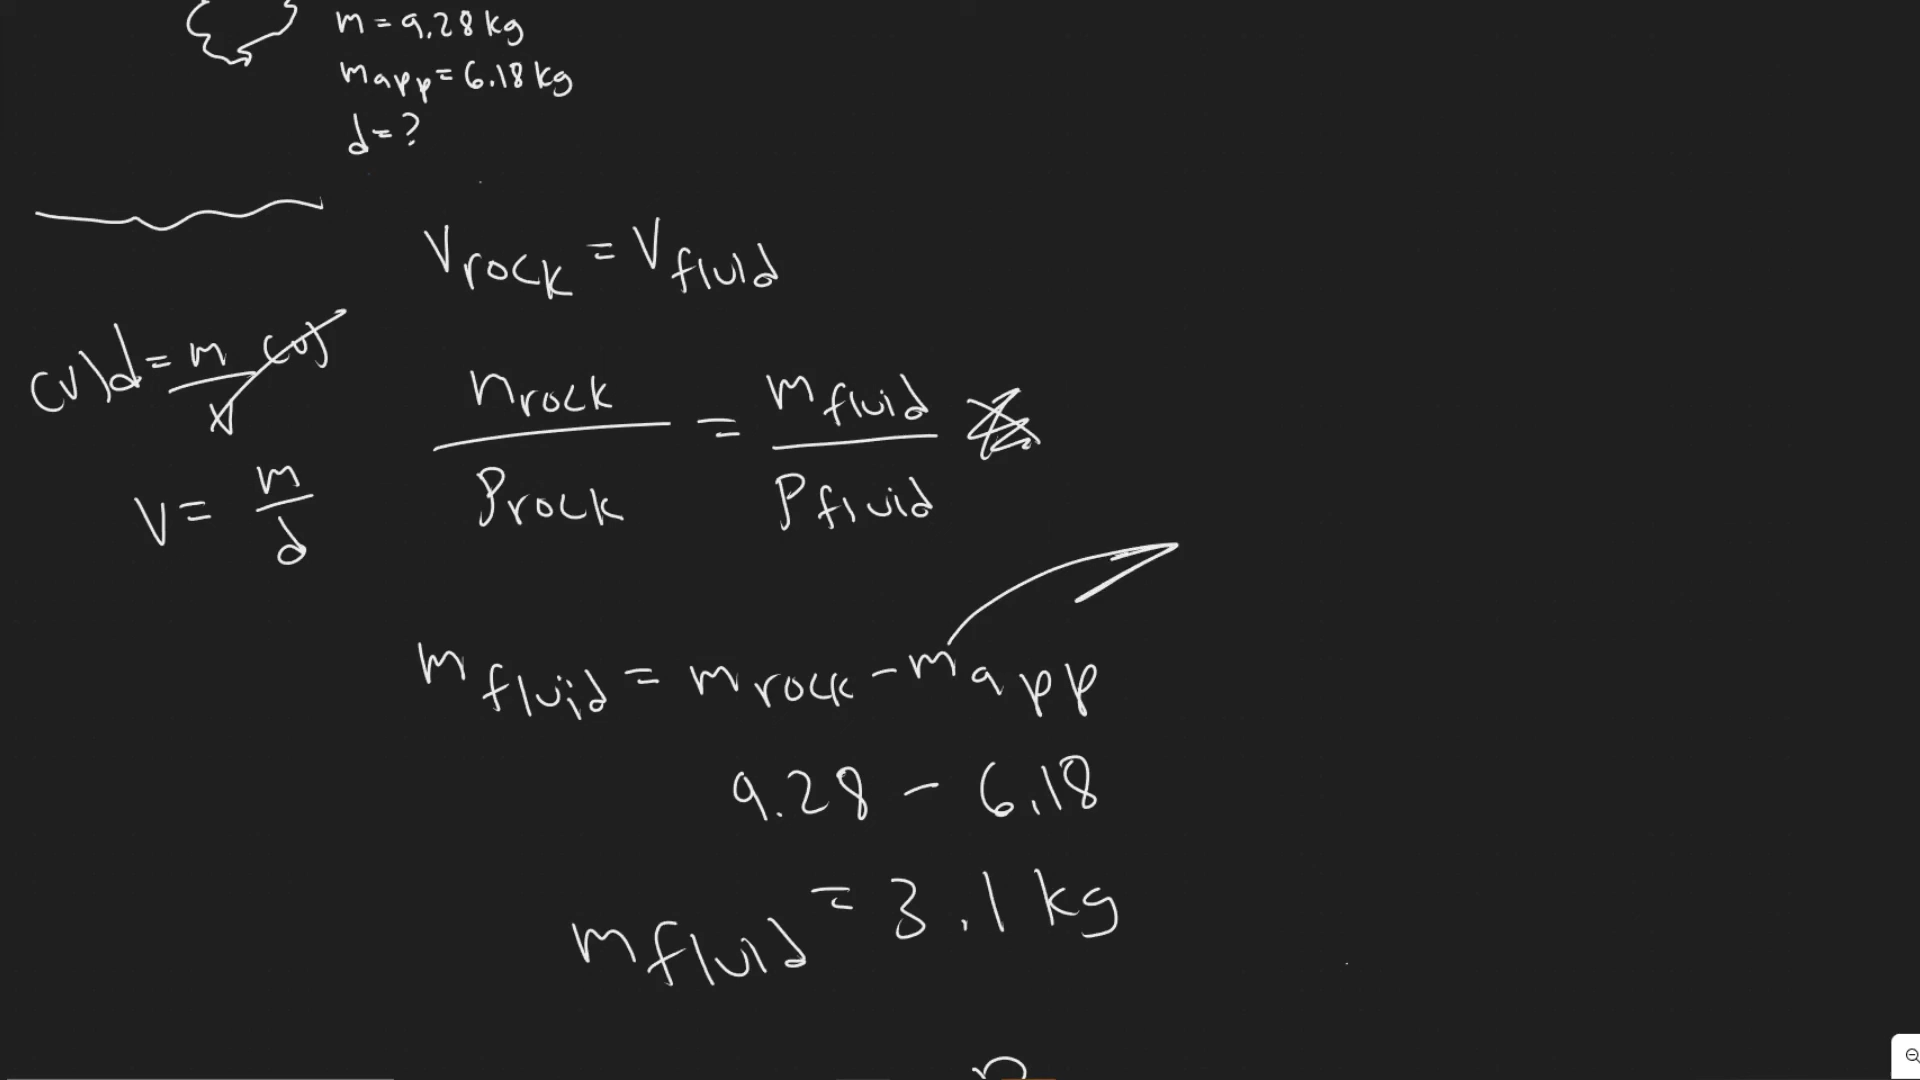 m = 9.28 kg
mapp = 6.18 kg
d = ?
Vrock = Vfluid
(v)d = m/v (v)
mrock/ρrock = mfluid/ρfluid
V = m/d
mfluid = mrock - mapp
9.28 - 6.18
mfluid = 3.1 kg